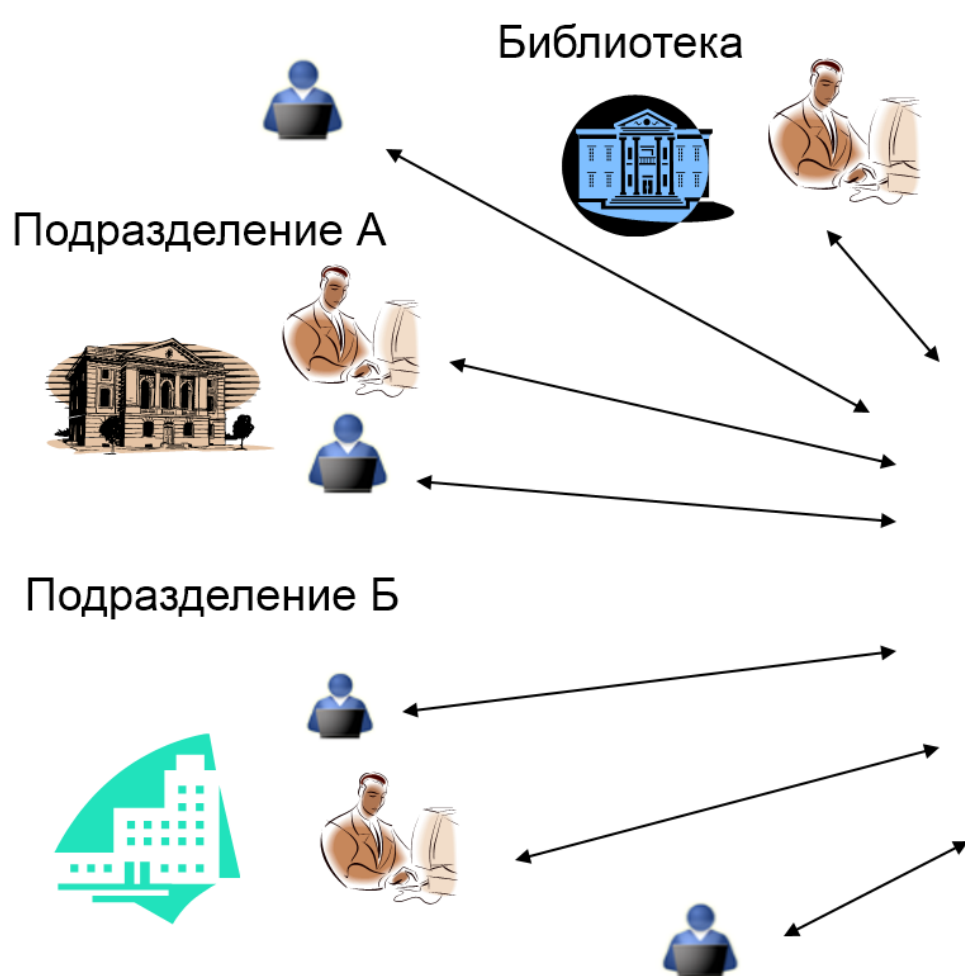 Библиотека
Подразделение А
Подразделение Б